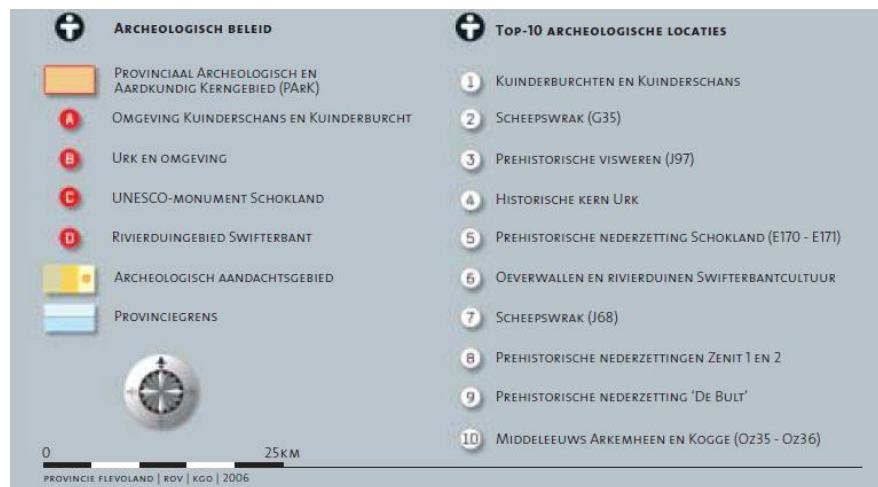 Archeologisch beleid
Provinciaal Archeologisch en
Aardkundig Kerngebied (PArK)
A Omgeving Kuinderschans en Kuinderburcht
B Urk en omgeving
C UNESCO-monument Schokland
D Rivierduingebied Swifterbant
Archeologisch aandachtsgebied
Provinciegrens
0 25km
Provincie Flevoland | ROV | KGO | 2006
Top-10 archeologische locaties
1 Kuinderburchten en Kuinderschans
2 Scheepswrak (G35)
3 Prehistorische visweren (J97)
4 Historische kern Urk
5 Prehistorische nederzetting Schokland (E170 - E171)
6 Oeverwallen en rivierduinen Swifterbantcultuur
7 Scheepswrak (J68)
8 Prehistorische nederzettingen Zenit 1 en 2
9 Prehistorische nederzetting ‘De Bult’
10 Middeleeuws Arkemheen en Kogge (Oz35 - Oz36)